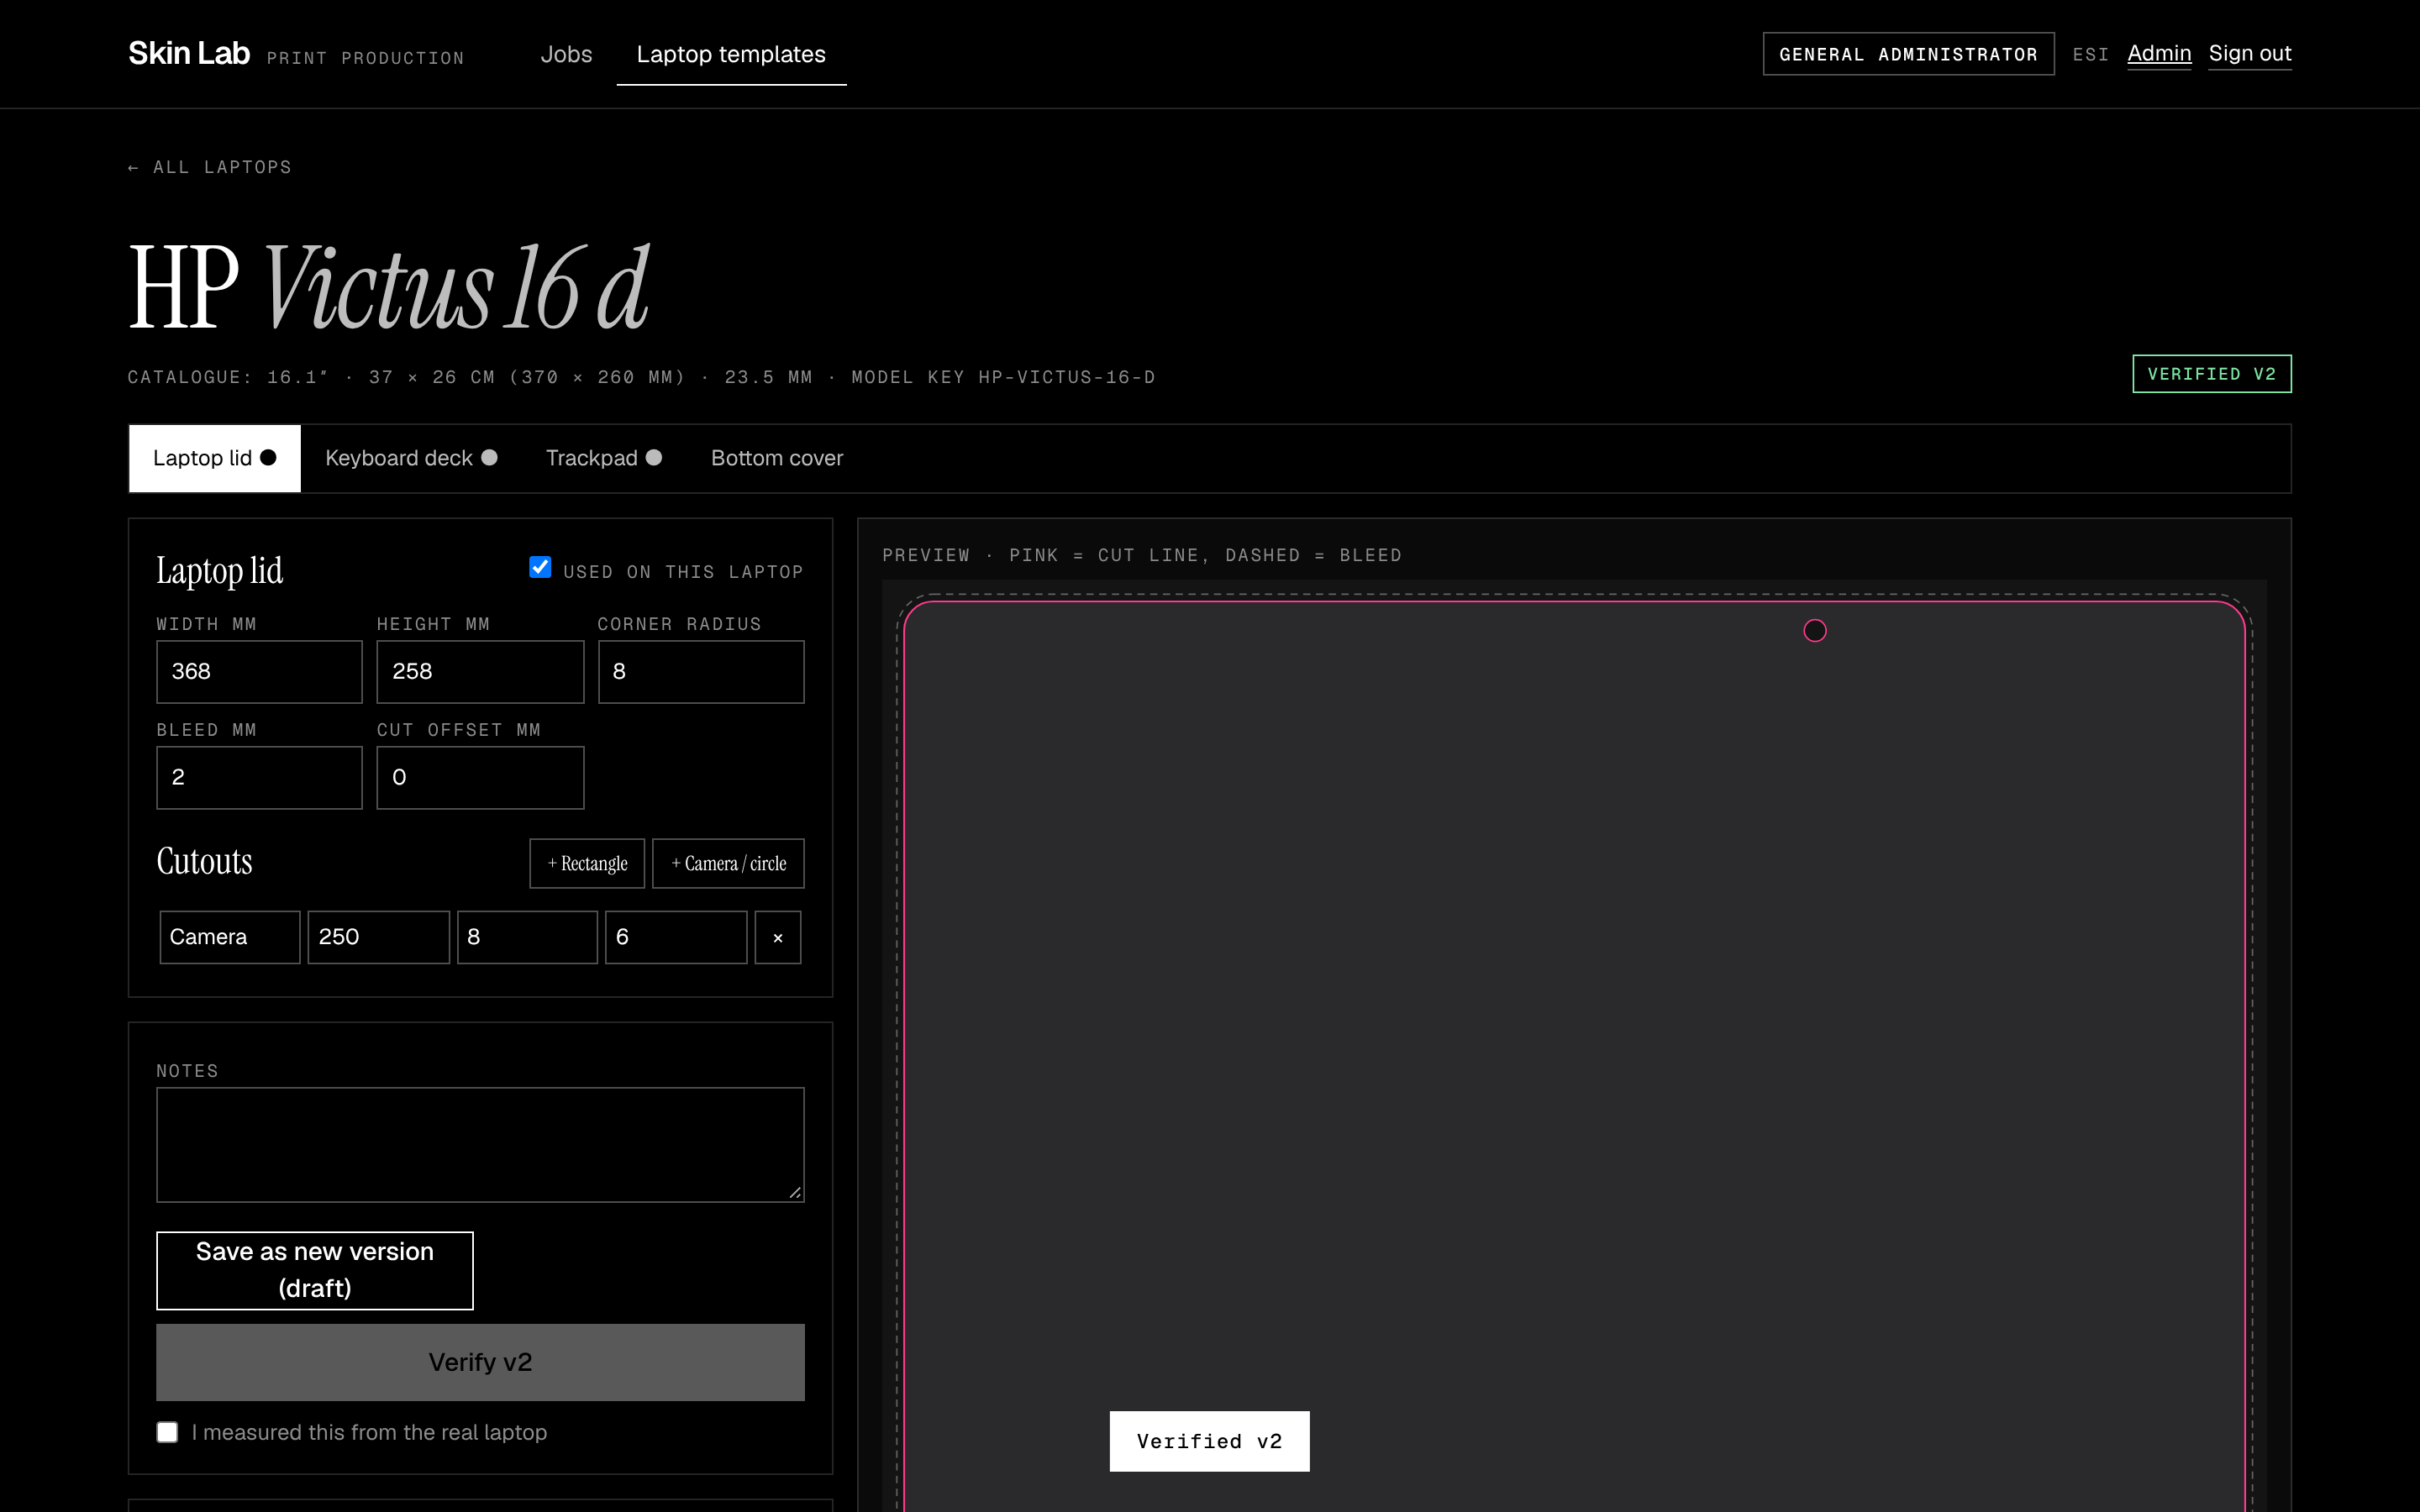 Skin Lab PRINT PRODUCTION Jobs Laptop templates GENERAL ADMINISTRATOR ESI Admin Sign out
← ALL LAPTOPS
HP Victus 16 d
CATALOGUE: 16.1″ · 37 × 26 CM (370 × 260 MM) · 23.5 MM · MODEL KEY HP-VICTUS-16-D
VERIFIED V2
Laptop lid Keyboard deck Trackpad Bottom cover
Laptop lid USED ON THIS LAPTOP
WIDTH MM HEIGHT MM CORNER RADIUS
368 258 8
BLEED MM CUT OFFSET MM
2 0
Cutouts + Rectangle + Camera / circle
Camera 250 8 6 ×
NOTES
Save as new version
(draft)
Verify v2
I measured this from the real laptop
PREVIEW · PINK = CUT LINE, DASHED = BLEED
Verified v2